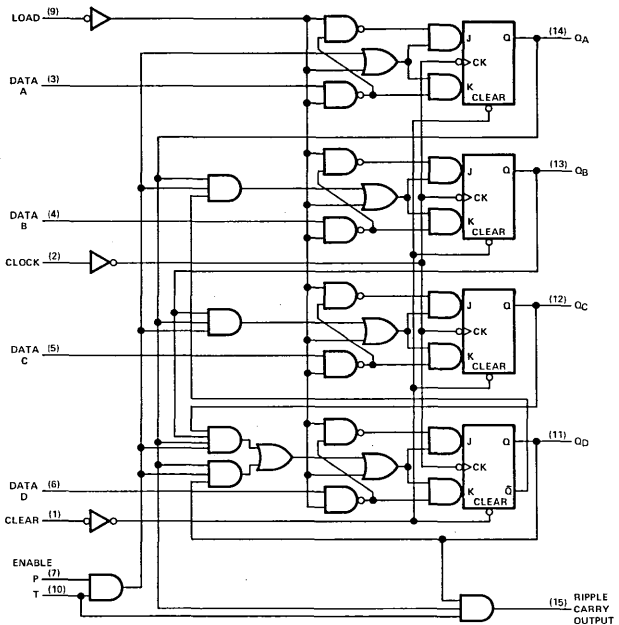 LOAD (9)
(14) QA
J Q
CK
K
CLEAR
DATA A (3)
(13) QB
J Q
CK
K
CLEAR
DATA B (4)
CLOCK (2)
(12) QC
J Q
CK
K
CLEAR
DATA C (5)
(11) QD
J Q
CK
K Q̄
CLEAR
DATA D (6)
CLEAR (1)
ENABLE
P (7)
T (10)
(15) RIPPLE CARRY OUTPUT